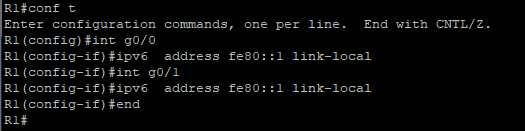 R1#conf t
Enter configuration commands, one per line.  End with CNTL/Z.
R1(config)#int g0/0
R1(config-if)#ipv6  address fe80::1 link-local
R1(config-if)#int g0/1
R1(config-if)#ipv6  address fe80::1 link-local
R1(config-if)#end
R1#